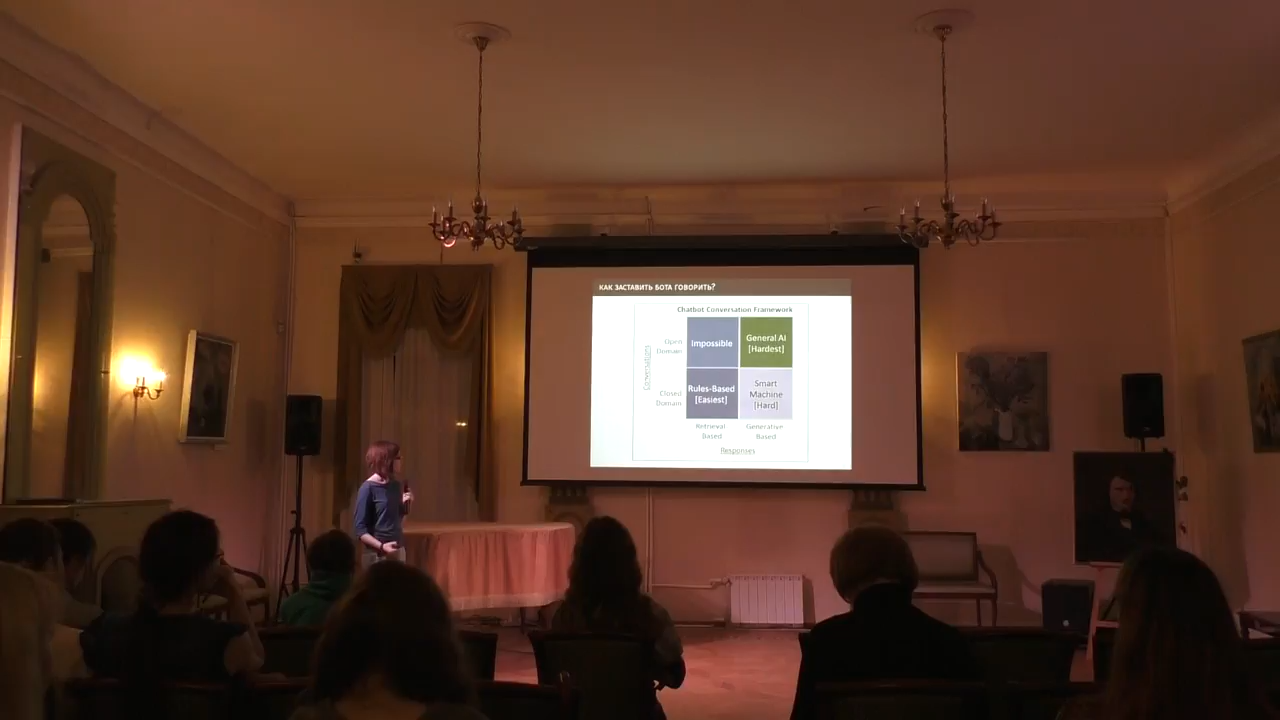 КАК ЗАСТАВИТЬ БОТА ГОВОРИТЬ?
Chatbot Conversation Framework
Conversations
Open
Domain
Impossible
General AI
[Hardest]
Closed
Domain
Rules-Based
[Easiest]
Smart
Machine
[Hard]
Retrieval
Based
Generative
Based
Responses